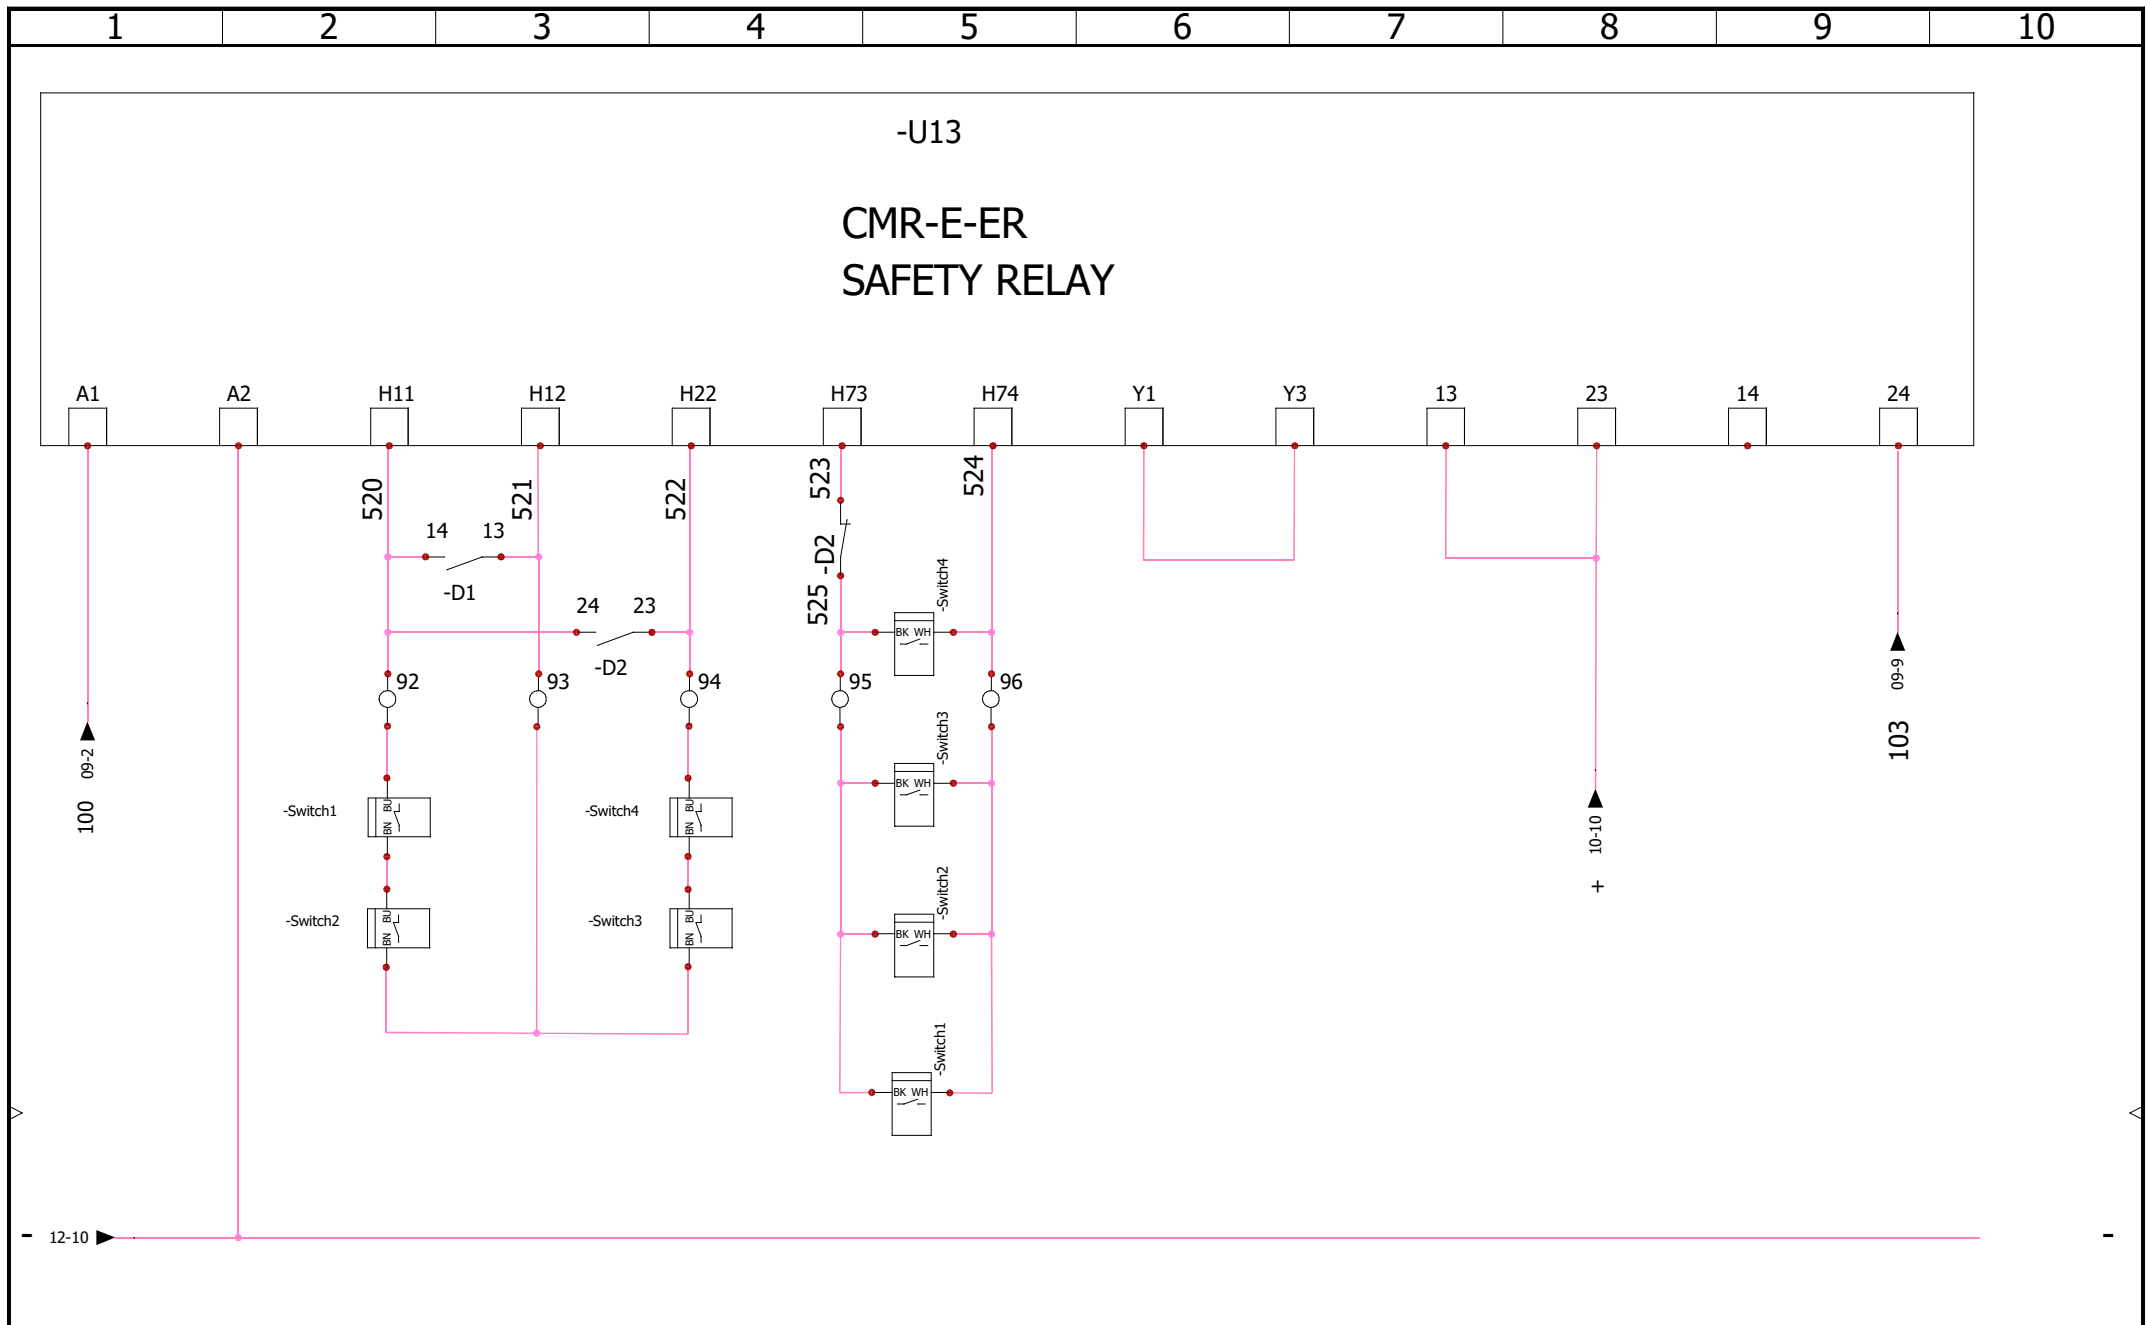 1 2 3 4 5 6 7 8 9 10
-U13
CMR-E-ER
SAFETY RELAY
A1 A2 H11 H12 H22 H73 H74 Y1 Y3 13 23 14 24
520
521
522
523
524
14 13
-D1
-D2
525
24 23
-D2
-Switch4
BK WH
92 93 94 95 96
09-2
100
09-9
103
-Switch3
BK WH
10-10
+
-Switch1
BU
BN
-Switch4
BU
BN
-Switch2
BU
BN
-Switch3
BU
BN
-Switch2
BK WH
-Switch1
BK WH
- 12-10 -